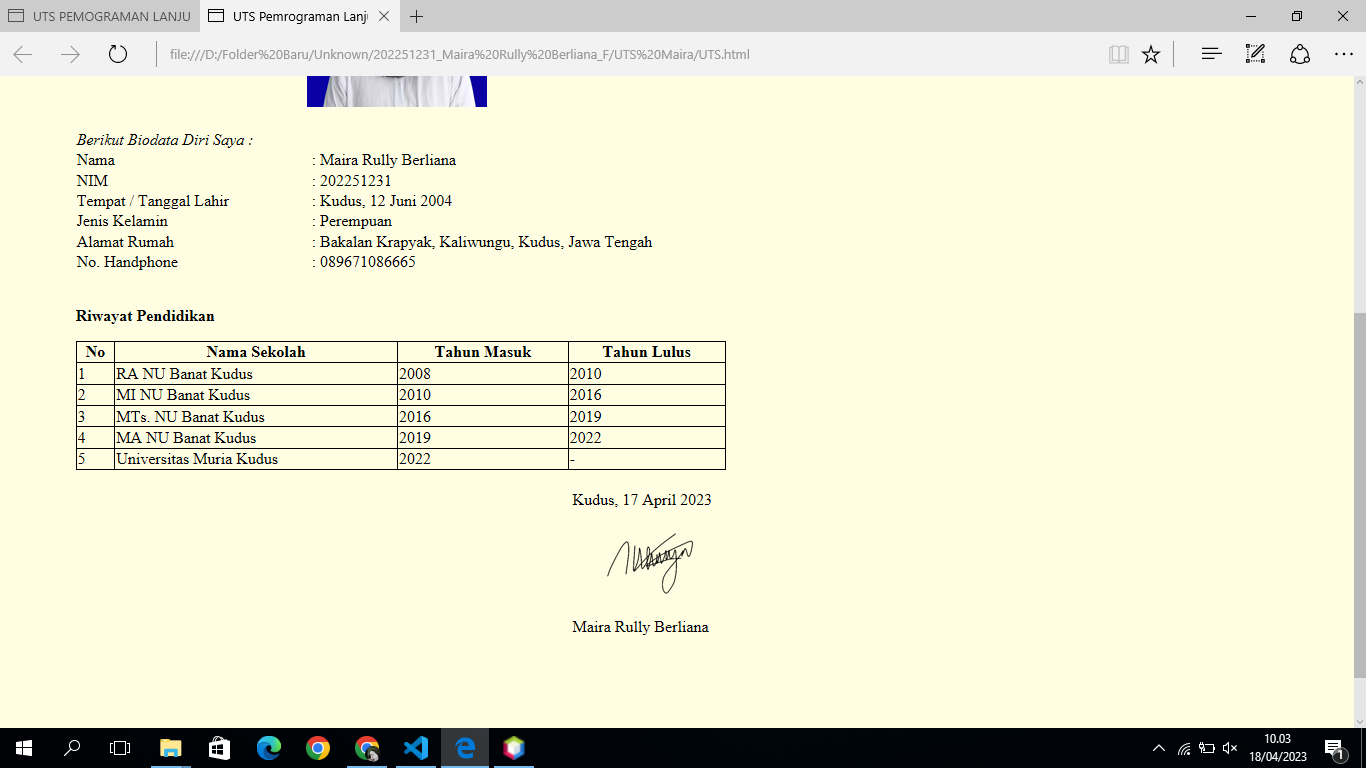 UTS PEMOGRAMAN LANJU
UTS Pemrograman Lanj
file:///D:/Folder%20Baru/Unknown/202251231_Maira%20Rully%20Berliana_F/UTS%20Maira/UTS.html
Berikut Biodata Diri Saya :
Nama : Maira Rully Berliana
NIM : 202251231
Tempat / Tanggal Lahir : Kudus, 12 Juni 2004
Jenis Kelamin : Perempuan
Alamat Rumah : Bakalan Krapyak, Kaliwungu, Kudus, Jawa Tengah
No. Handphone : 089671086665
Riwayat Pendidikan
No Nama Sekolah Tahun Masuk Tahun Lulus
1 RA NU Banat Kudus 2008 2010
2 MI NU Banat Kudus 2010 2016
3 MTs. NU Banat Kudus 2016 2019
4 MA NU Banat Kudus 2019 2022
5 Universitas Muria Kudus 2022 -
Kudus, 17 April 2023
Maira Rully Berliana
10.03
18/04/2023
1